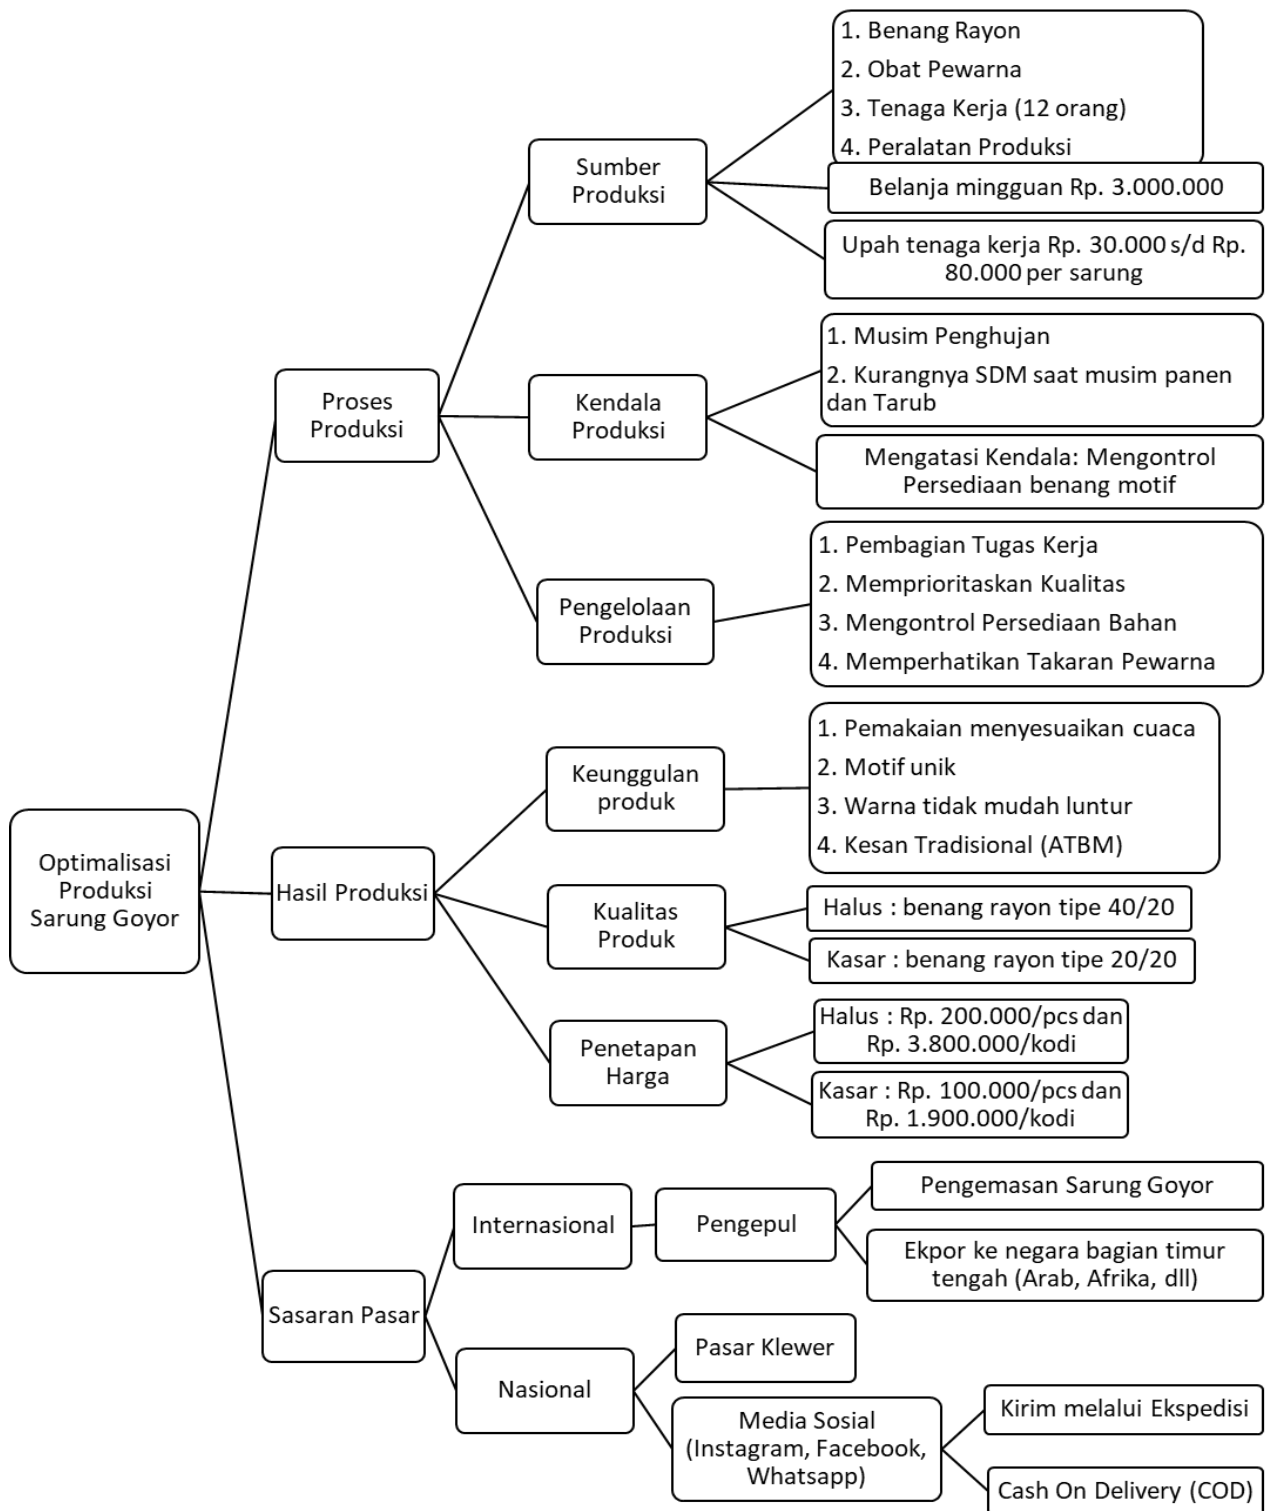 Optimalisasi
Produksi
Sarung Goyor
Proses
Produksi
Sumber
Produksi
1. Benang Rayon
2. Obat Pewarna
3. Tenaga Kerja (12 orang)
4. Peralatan Produksi
Belanja mingguan Rp. 3.000.000
Upah tenaga kerja Rp. 30.000 s/d Rp.
80.000 per sarung
Kendala
Produksi
1. Musim Penghujan
2. Kurangnya SDM saat musim panen
dan Tarub
Mengatasi Kendala: Mengontrol
Persediaan benang motif
Pengelolaan
Produksi
1. Pembagian Tugas Kerja
2. Memprioritaskan Kualitas
3. Mengontrol Persediaan Bahan
4. Memperhatikan Takaran Pewarna
Hasil Produksi
Keunggulan
produk
1. Pemakaian menyesuaikan cuaca
2. Motif unik
3. Warna tidak mudah luntur
4. Kesan Tradisional (ATBM)
Kualitas
Produk
Halus : benang rayon tipe 40/20
Kasar : benang rayon tipe 20/20
Penetapan
Harga
Halus : Rp. 200.000/pcs dan
Rp. 3.800.000/kodi
Kasar : Rp. 100.000/pcs dan
Rp. 1.900.000/kodi
Sasaran Pasar
Internasional
Pengepul
Pengemasan Sarung Goyor
Ekpor ke negara bagian timur
tengah (Arab, Afrika, dll)
Nasional
Pasar Klewer
Media Sosial
(Instagram, Facebook,
Whatsapp)
Kirim melalui Ekspedisi
Cash On Delivery (COD)